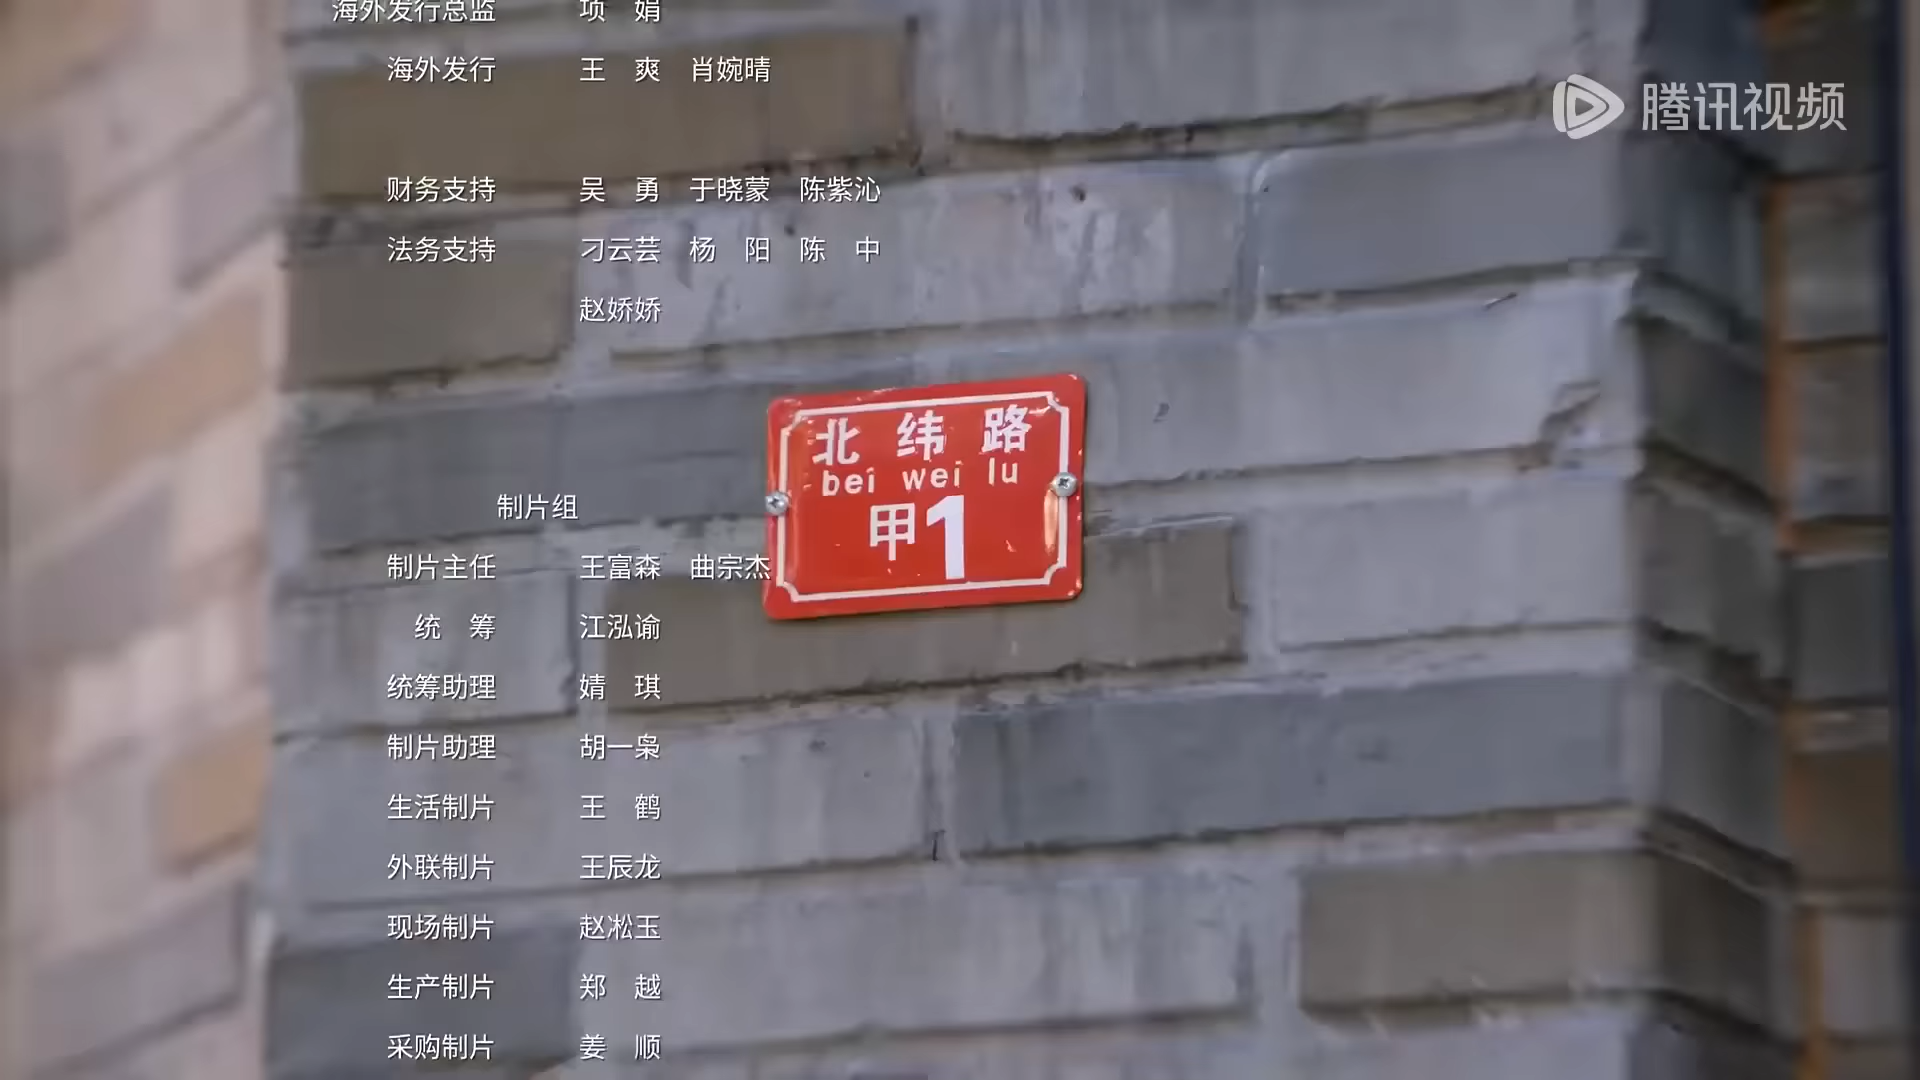 海外发行总监 项 娟
海外发行 王 爽 肖婉晴
腾讯视频
财务支持 吴 勇 于晓蒙 陈紫沁
法务支持 刁云芸 杨 阳 陈 中
赵娇娇
北纬路
bei wei lu
甲1
制片组
制片主任 王富森 曲宗杰
统 筹 江泓谕
统筹助理 婧 琪
制片助理 胡一枭
生活制片 王 鹤
外联制片 王辰龙
现场制片 赵凇玉
生产制片 郑 越
采购制片 姜 顺